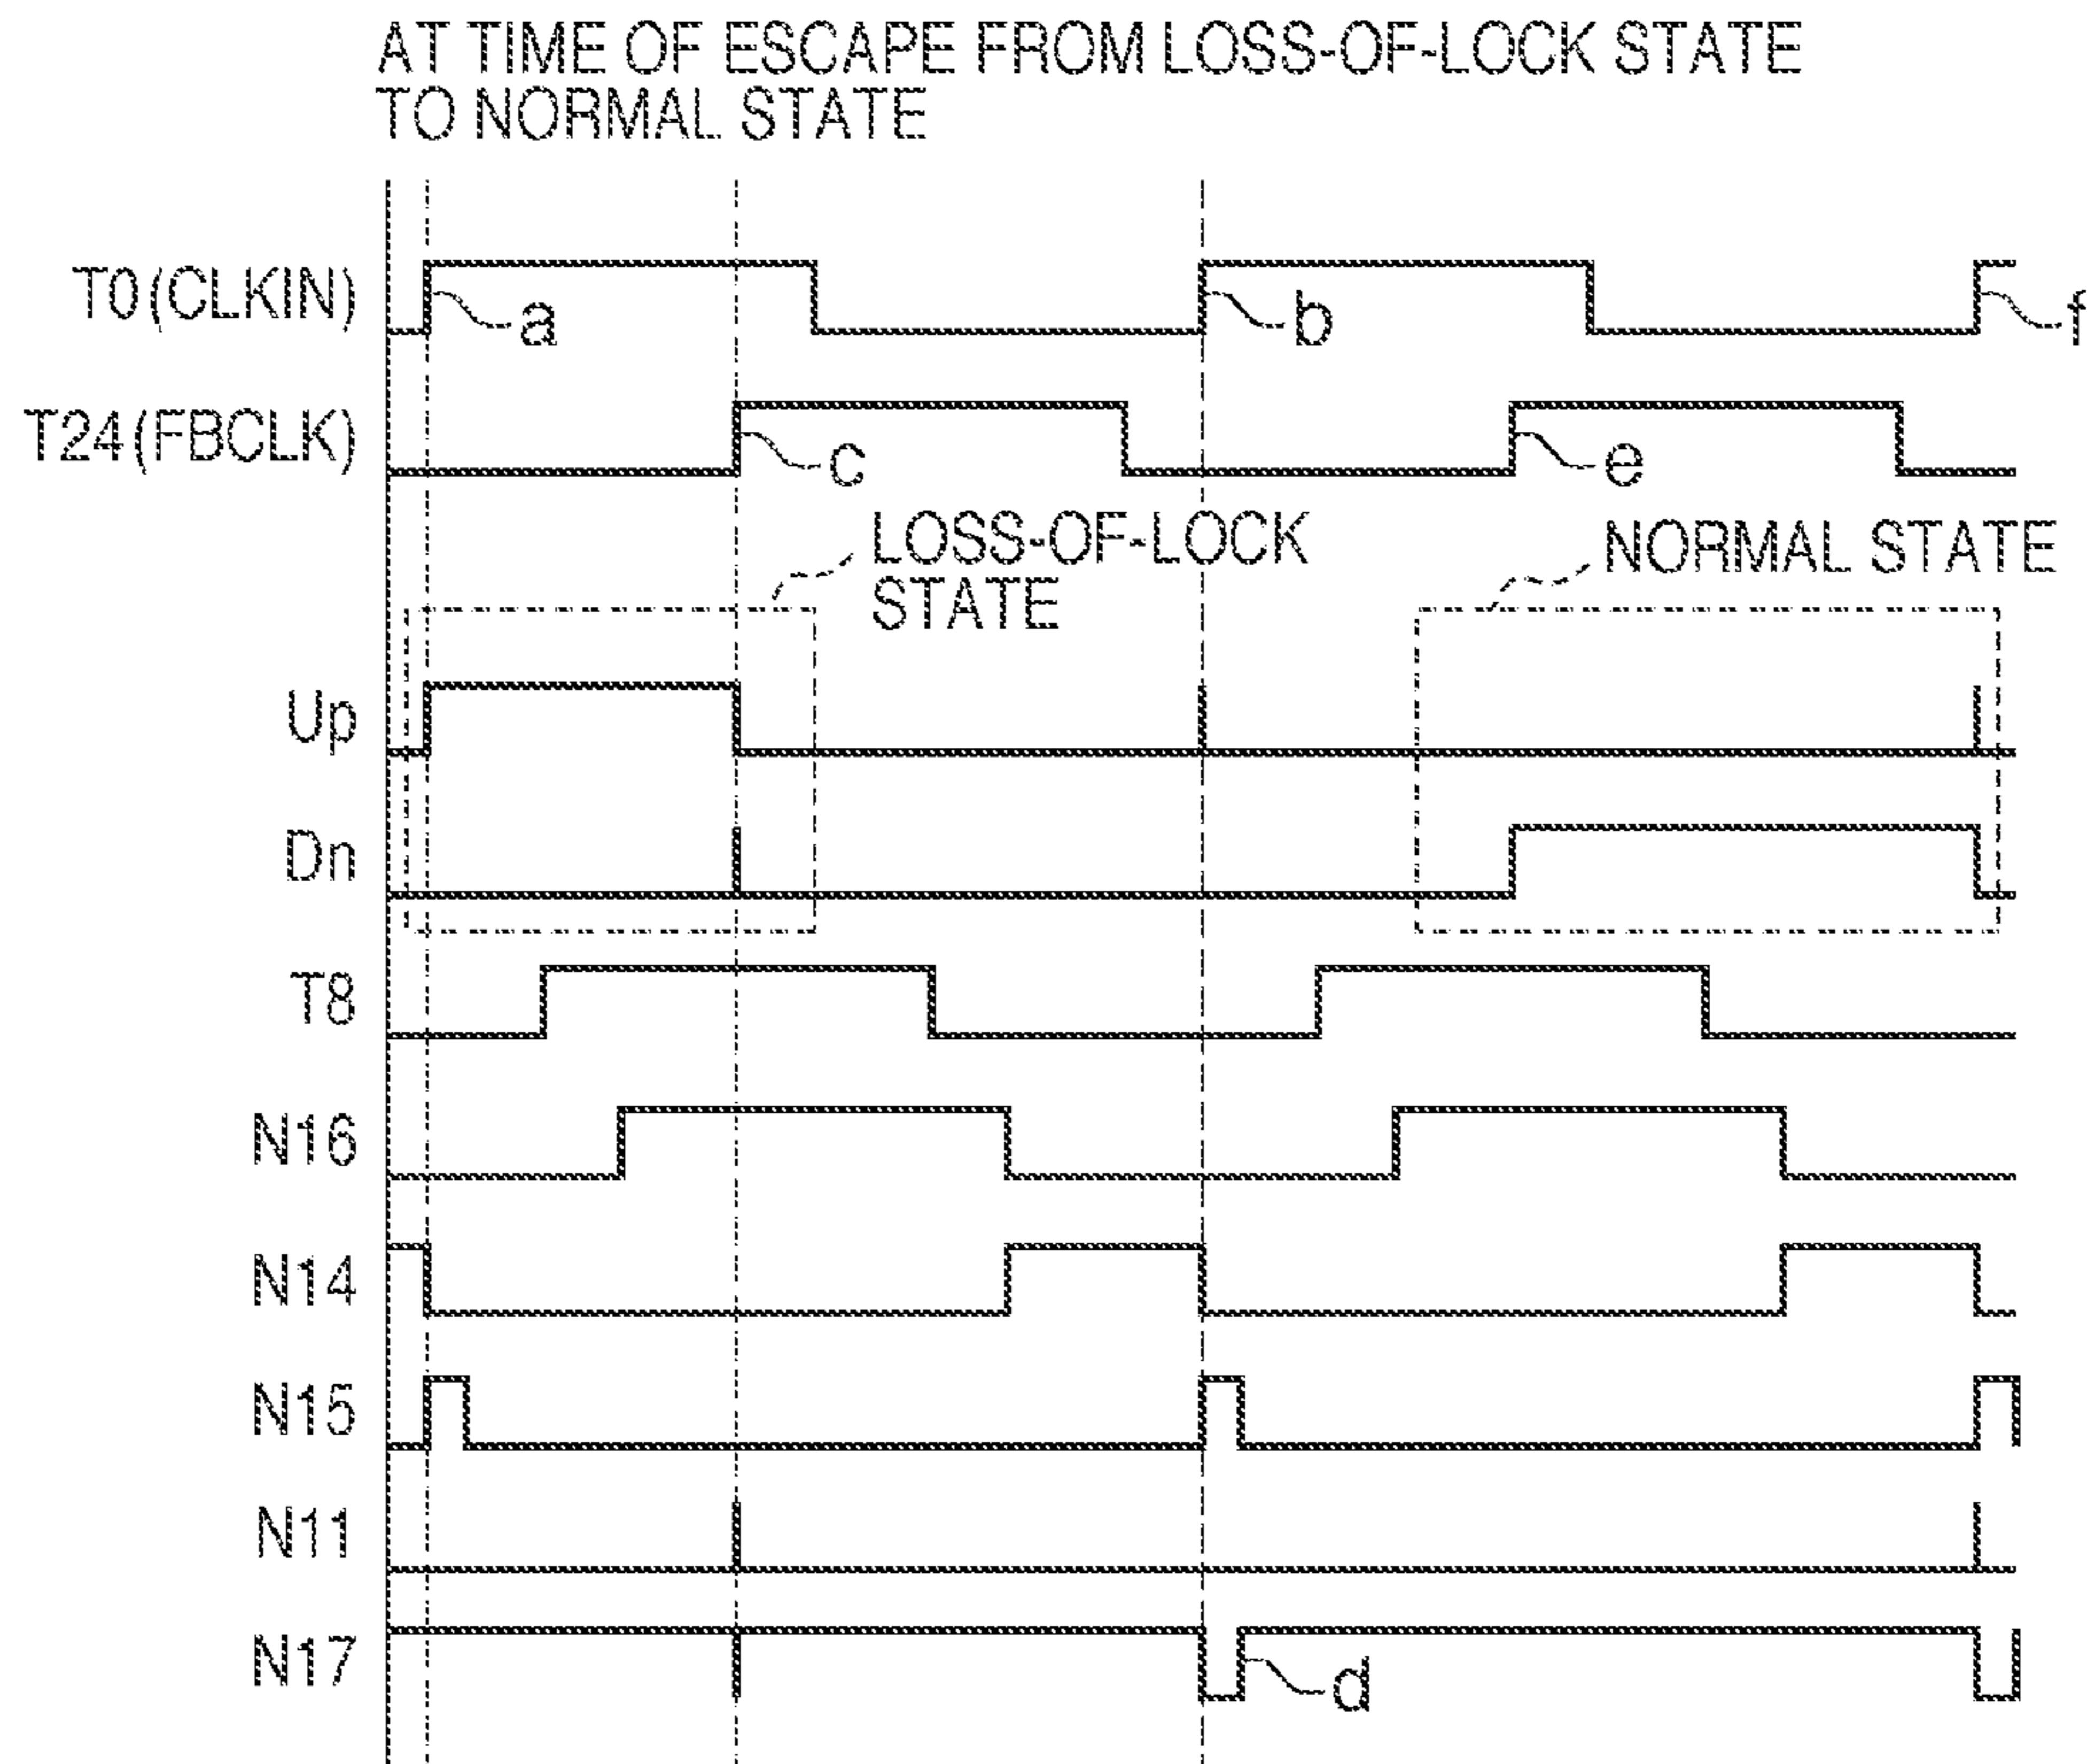 AT TIME OF ESCAPE FROM LOSS-OF-LOCK STATE
TO NORMAL STATE
T0(CLKIN)
a
b
f
T24(FBCLK)
c
e
LOSS-OF-LOCK
STATE
NORMAL STATE
Up
Dn
T8
N16
N14
N15
N11
N17
d